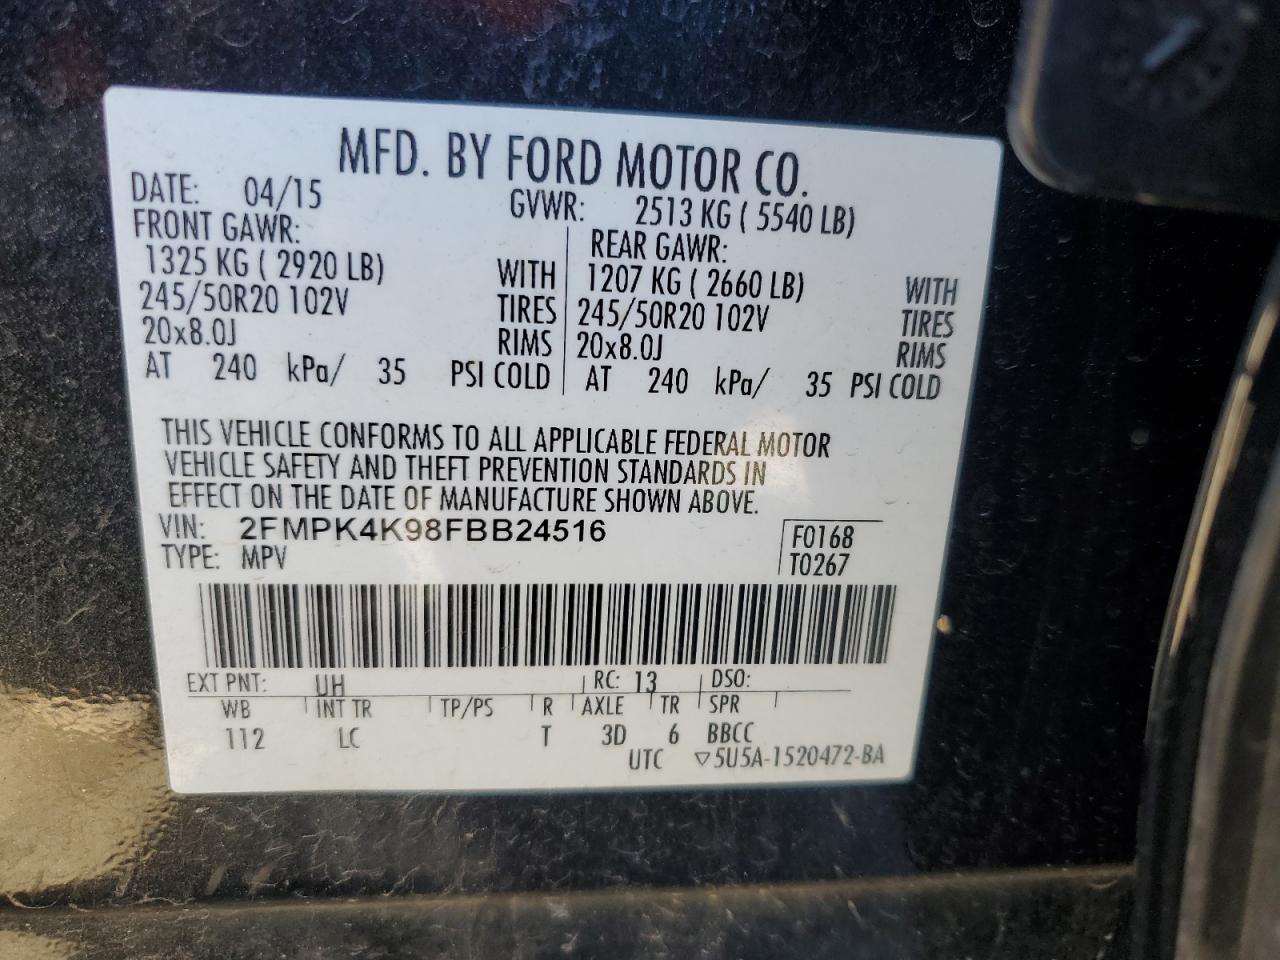 MFD. BY FORD MOTOR CO.
DATE: 04/15 GVWR: 2513 KG ( 5540 LB)
FRONT GAWR: REAR GAWR:
1325 KG ( 2920 LB) WITH 1207 KG ( 2660 LB) WITH
245/50R20 102V TIRES 245/50R20 102V TIRES
20x8.0J RIMS 20x8.0J RIMS
AT 240 kPa/ 35 PSI COLD AT 240 kPa/ 35 PSI COLD
THIS VEHICLE CONFORMS TO ALL APPLICABLE FEDERAL MOTOR
VEHICLE SAFETY AND THEFT PREVENTION STANDARDS IN
EFFECT ON THE DATE OF MANUFACTURE SHOWN ABOVE.
VIN: 2FMPK4K98FBB24516 F0168
TYPE: MPV T0267
EXT PNT: UH RC: 13 DSO:
WB INT TR TP/PS R AXLE TR SPR
112 LC T 3D 6 BBCC
UTC ▽5U5A-1520472-BA